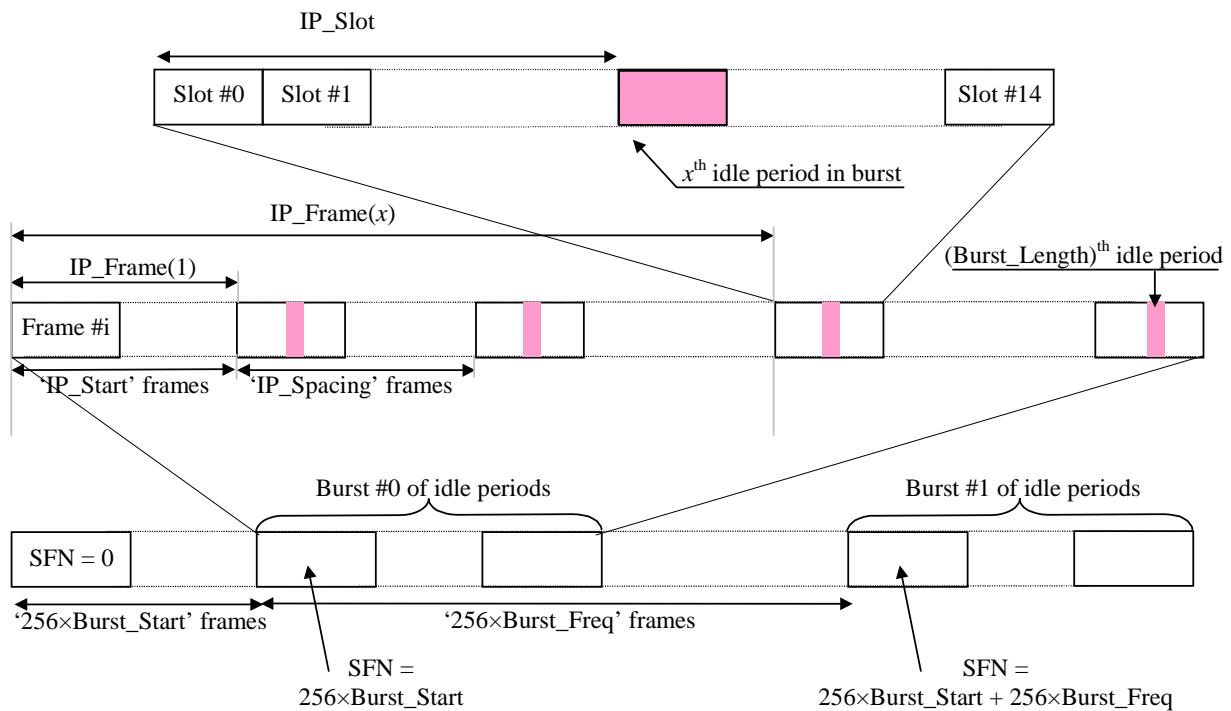 IP_Slot
Slot #0
Slot #1
Slot #14
xth idle period in burst
IP_Frame(x)
(Burst_Length)th idle period
IP_Frame(1)
Frame #i
‘IP_Start’ frames
‘IP_Spacing’ frames
Burst #0 of idle periods
Burst #1 of idle periods
SFN = 0
‘256×Burst_Start’ frames
‘256×Burst_Freq’ frames
SFN =
256×Burst_Start
SFN =
256×Burst_Start + 256×Burst_Freq